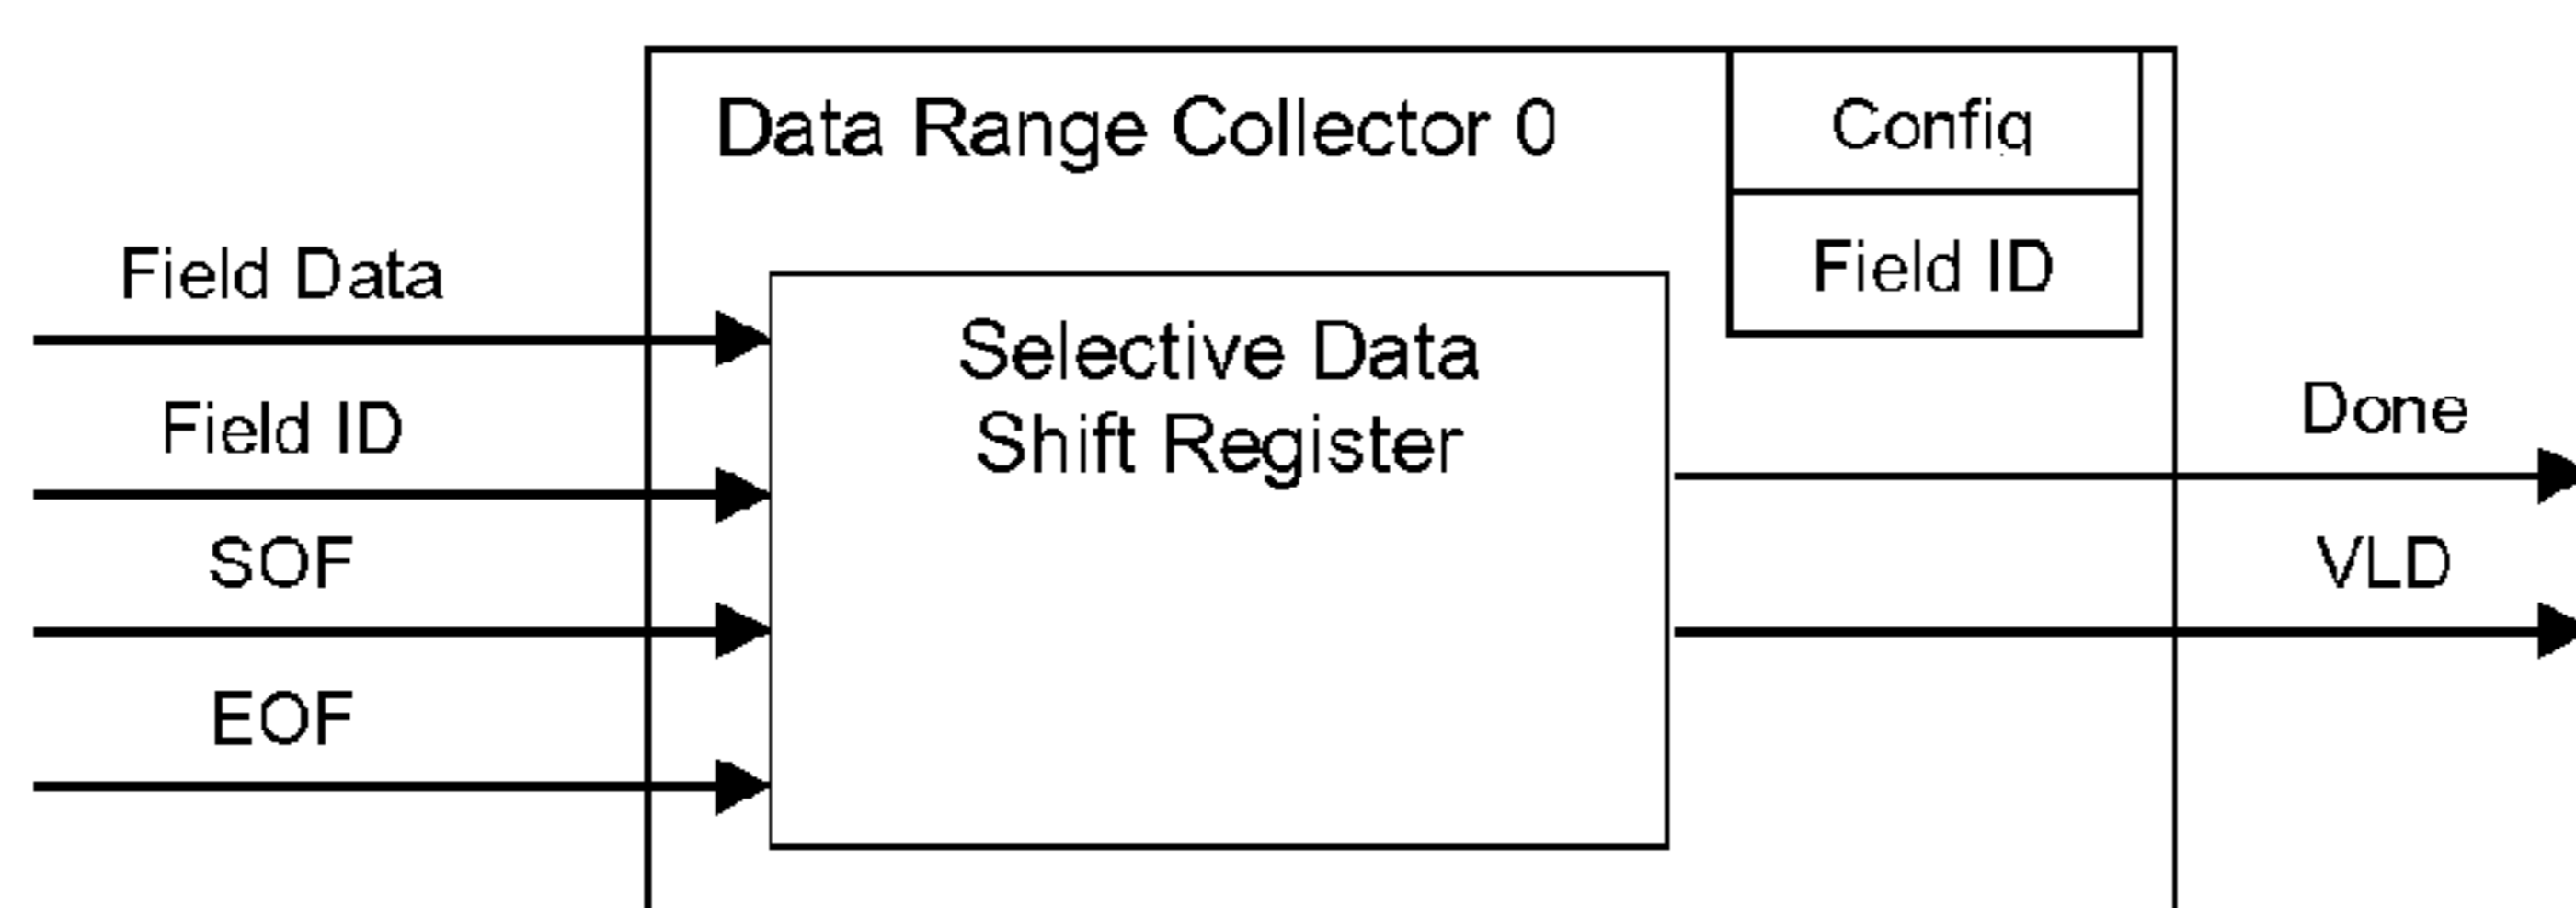 Data Range Collector 0
Config
Field ID
Field Data
Field ID
SOF
EOF
Selective Data
Shift Register
Done
VLD